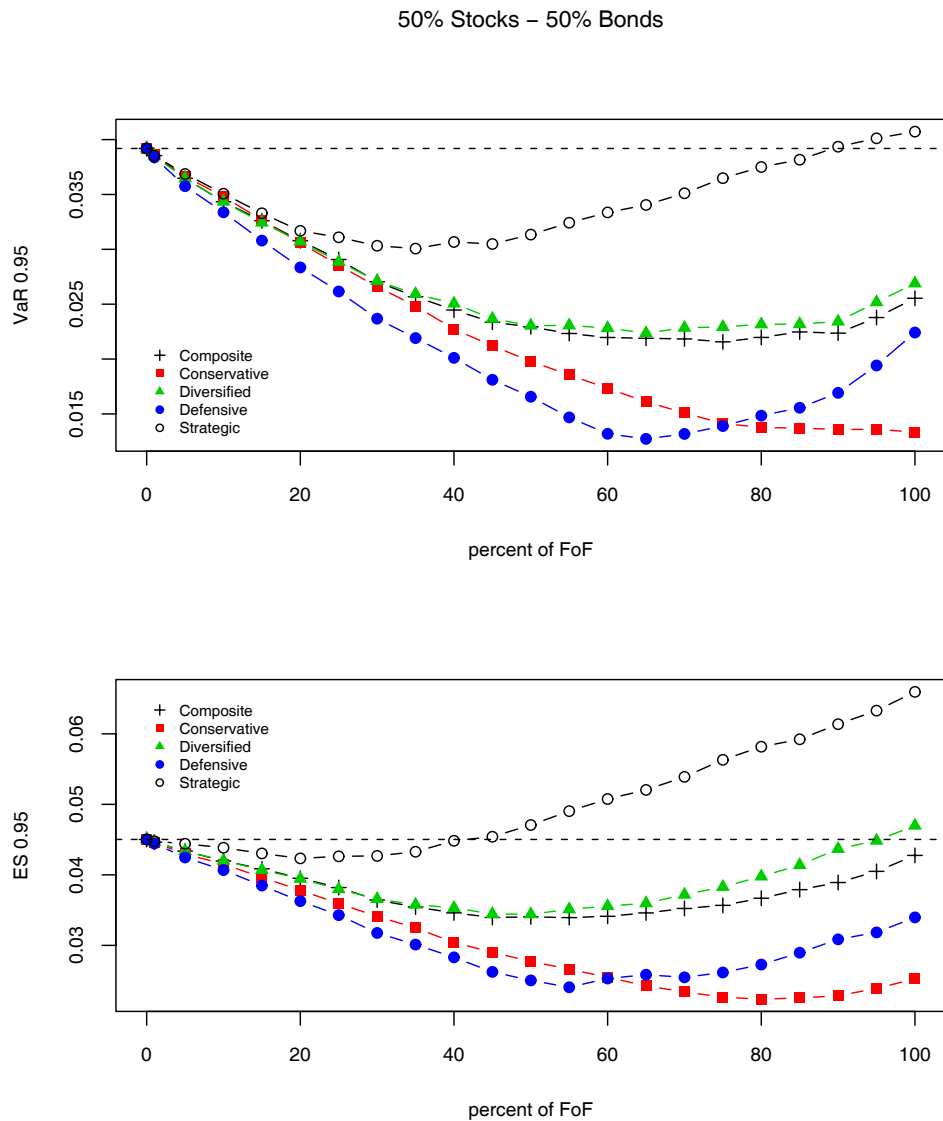 50% Stocks − 50% Bonds
VaR 0.95
0.035
0.025
0.015
Composite
Conservative
Diversified
Defensive
Strategic
0 20 40 60 80 100
percent of FoF
ES 0.95
0.06
0.05
0.04
0.03
Composite
Conservative
Diversified
Defensive
Strategic
0 20 40 60 80 100
percent of FoF